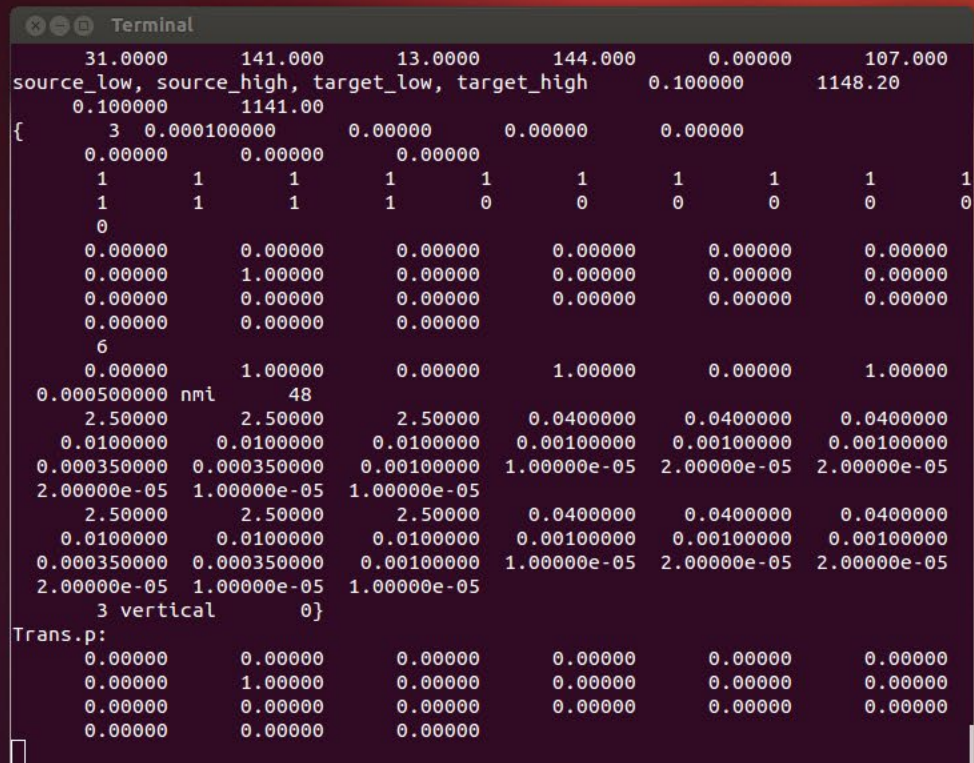 Terminal
31.0000 141.000 13.0000 144.000 0.00000 107.000
source_low, source_high, target_low, target_high 0.100000 1148.20
0.100000 1141.00
{ 3 0.000100000 0.00000 0.00000 0.00000
0.00000 0.00000 0.00000
1 1 1 1 1 1 1 1 1 1
1 1 1 1 0 0 0 0 0 0
0
0.00000 0.00000 0.00000 0.00000 0.00000 0.00000
0.00000 1.00000 0.00000 0.00000 0.00000 0.00000
0.00000 0.00000 0.00000 0.00000 0.00000 0.00000
0.00000 0.00000 0.00000
6
0.00000 1.00000 0.00000 1.00000 0.00000 1.00000
0.000500000 nmi 48
2.50000 2.50000 2.50000 0.0400000 0.0400000 0.0400000
0.0100000 0.0100000 0.0100000 0.00100000 0.00100000 0.00100000
0.000350000 0.000350000 0.00100000 1.00000e-05 2.00000e-05 2.00000e-05
2.00000e-05 1.00000e-05 1.00000e-05
2.50000 2.50000 2.50000 0.0400000 0.0400000 0.0400000
0.0100000 0.0100000 0.0100000 0.00100000 0.00100000 0.00100000
0.000350000 0.000350000 0.00100000 1.00000e-05 2.00000e-05 2.00000e-05
2.00000e-05 1.00000e-05 1.00000e-05
3 vertical 0}
Trans.p:
0.00000 0.00000 0.00000 0.00000 0.00000 0.00000
0.00000 1.00000 0.00000 0.00000 0.00000 0.00000
0.00000 0.00000 0.00000 0.00000 0.00000 0.00000
0.00000 0.00000 0.00000